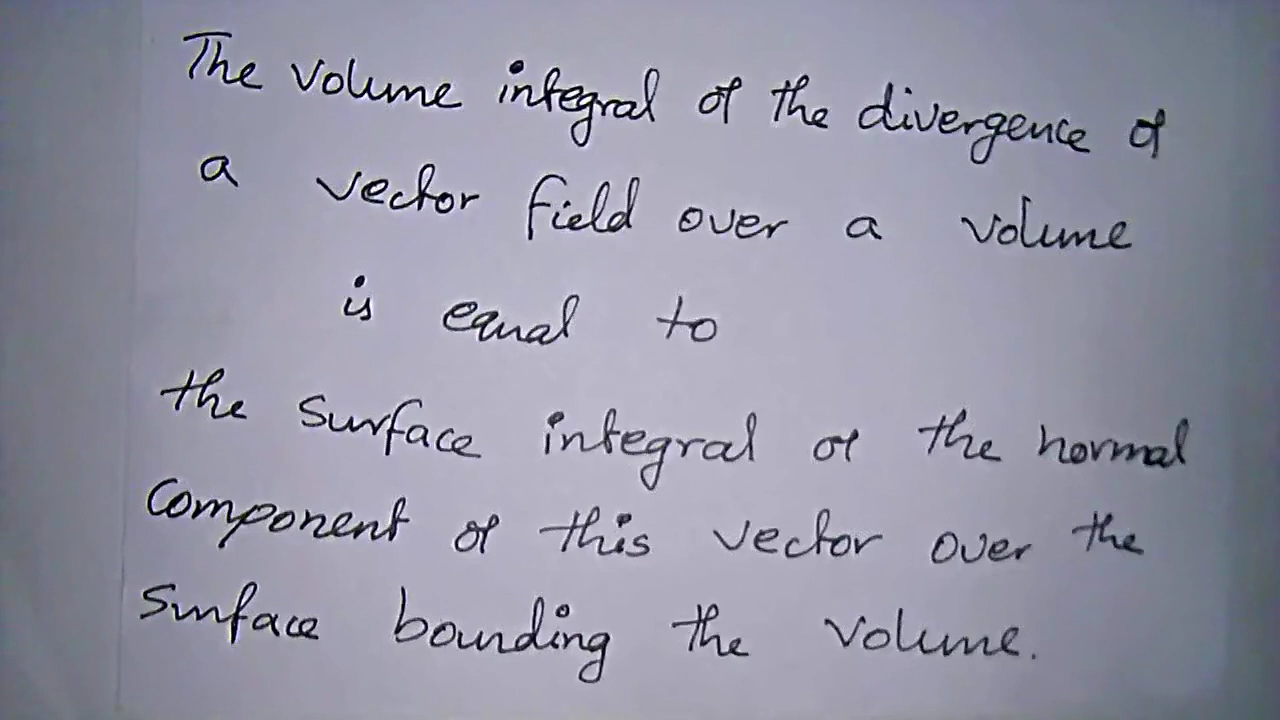 The volume integral of the divergence of
a vector field over a volume
is equal to
the surface integral of the normal
component of this vector over the
surface bounding the volume.